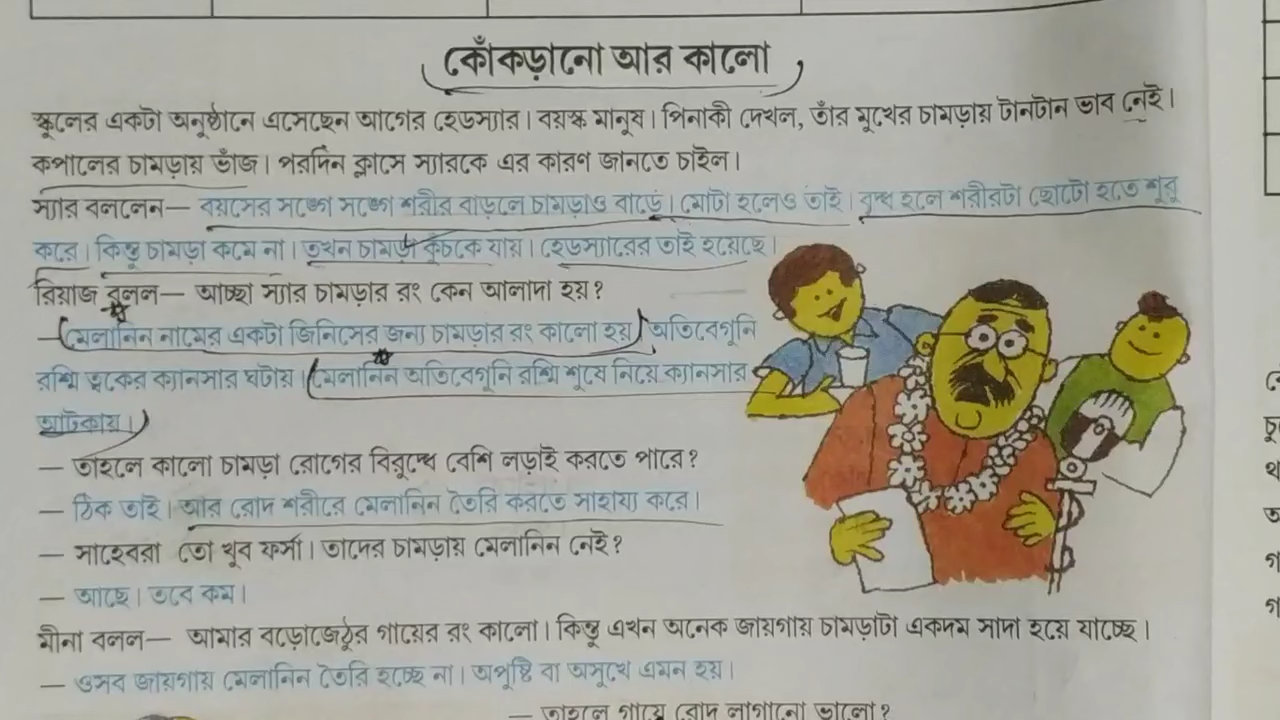 কোঁকড়ানো আর কালো
স্কুলের একটা অনুষ্ঠানে এসেছেন আগের হেডস্যার। বয়স্ক মানুষ। পিনাকী দেখল, তাঁর মুখের চামড়ায় টানটান ভাব নেই।
কপালের চামড়ায় ভাঁজ। পরদিন ক্লাসে স্যারকে এর কারণ জানতে চাইল।
স্যার বললেন— বয়সের সঙ্গে সঙ্গে শরীর বাড়লে চামড়াও বাড়ে। মোটা হলেও তাই। বৃদ্ধ হলে শরীরটা ছোটো হতে শুরু
করে। কিন্তু চামড়া কমে না। তখন চামড়া কুঁচকে যায়। হেডস্যারের তাই হয়েছে।
রিয়াজ বলল— আচ্ছা স্যার চামড়ার রং কেন আলাদা হয়?
— মেলানিন নামের একটা জিনিসের জন্য চামড়ার রং কালো হয়। অতিবেগুনি
রশ্মি ত্বকের ক্যানসার ঘটায়। মেলানিন অতিবেগুনি রশ্মি শুষে নিয়ে ক্যানসার
আটকায়।
— তাহলে কালো চামড়া রোগের বিরুদ্ধে বেশি লড়াই করতে পারে?
— ঠিক তাই। আর রোদ শরীরে মেলানিন তৈরি করতে সাহায্য করে।
— সাহেবরা তো খুব ফর্সা। তাদের চামড়ায় মেলানিন নেই?
— আছে। তবে কম।
মীনা বলল— আমার বড়োজেঠুর গায়ের রং কালো। কিন্তু এখন অনেক জায়গায় চামড়াটা একদম সাদা হয়ে যাচ্ছে।
— ওসব জায়গায় মেলানিন তৈরি হচ্ছে না। অপুষ্টি বা অসুখে এমন হয়।
— তাহলে গায়ে রোদ লাগানো ভালো?